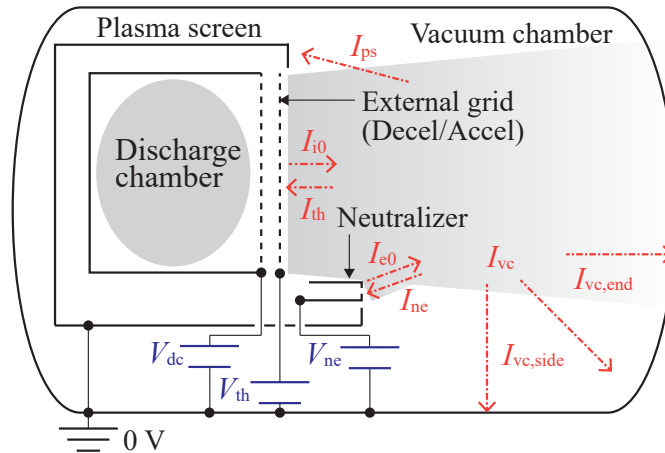 Plasma screen
Vacuum chamber
I_ps
External grid
(Decel/Accel)
Discharge
chamber
I_i0
I_th
Neutralizer
I_e0
I_vc
I_ne
I_vc,end
V_dc
V_ne
I_vc,side
V_th
0 V